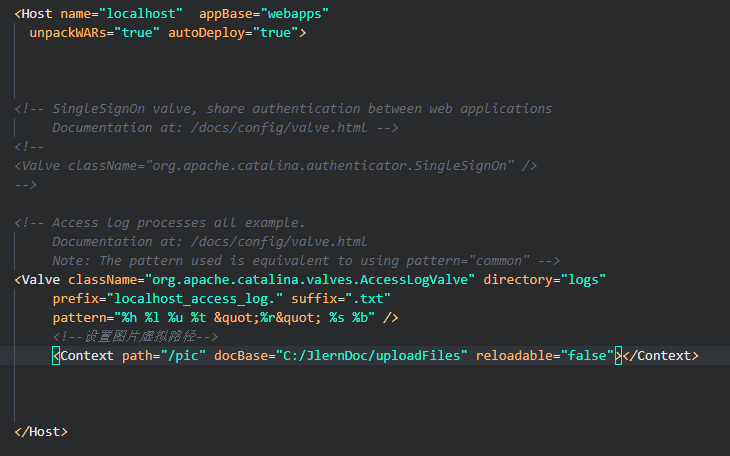 <Host name="localhost"  appBase="webapps"
unpackWARs="true" autoDeploy="true">
<!-- SingleSignOn valve, share authentication between web applications
Documentation at: /docs/config/valve.html -->
<!--
<Valve className="org.apache.catalina.authenticator.SingleSignOn" />
-->
<!-- Access log processes all example.
Documentation at: /docs/config/valve.html
Note: The pattern used is equivalent to using pattern="common" -->
<Valve className="org.apache.catalina.valves.AccessLogValve" directory="logs"
prefix="localhost_access_log." suffix=".txt"
pattern="%h %l %u %t &quot;%r&quot; %s %b" />
<!--设置图片虚拟路径-->
<Context path="/pic" docBase="C:/JlernDoc/uploadFiles" reloadable="false"></Context>
</Host>